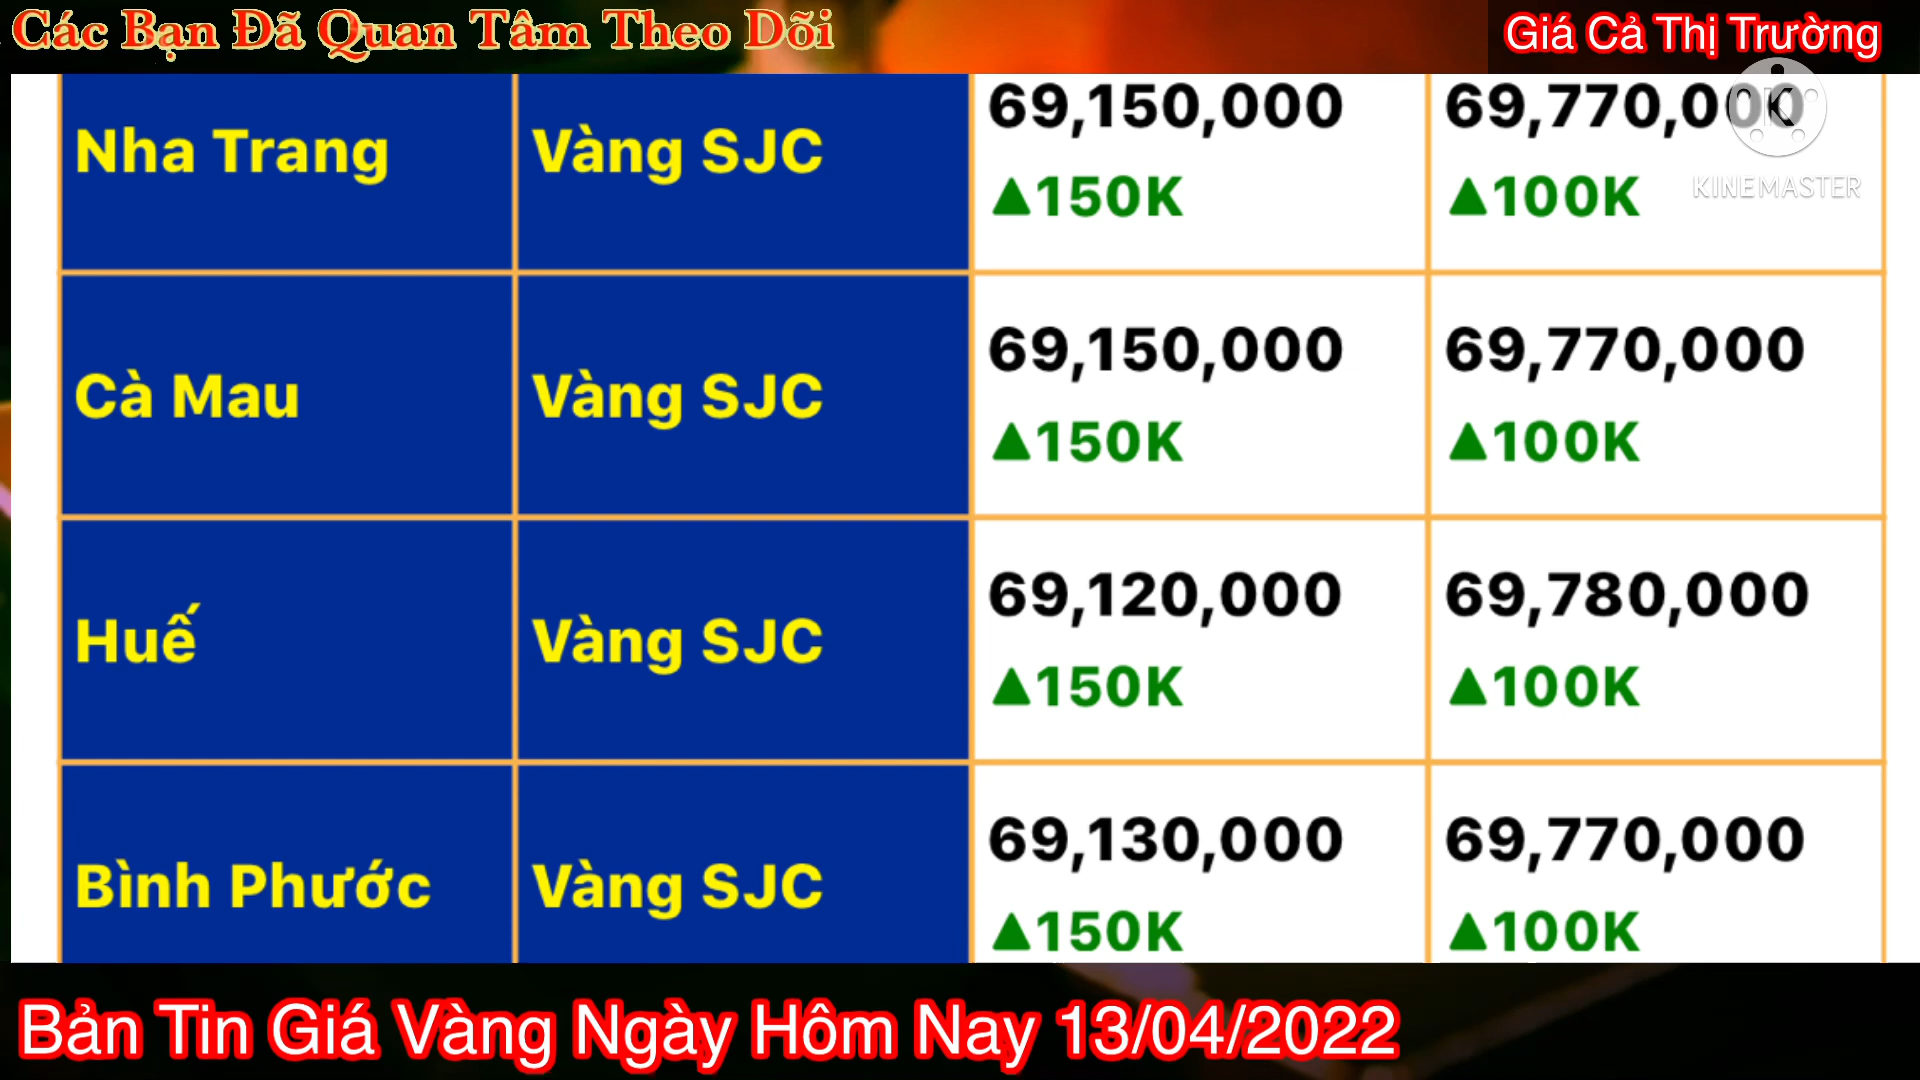 Các Bạn Đã Quan Tâm Theo Dõi
Giá Cả Thị Trường
Nha Trang
Vàng SJC
69,150,000
▲150K
69,770,000
▲100K
KINEMASTER
Cà Mau
Vàng SJC
69,150,000
▲150K
69,770,000
▲100K
Huế
Vàng SJC
69,120,000
▲150K
69,780,000
▲100K
Bình Phước
Vàng SJC
69,130,000
▲150K
69,770,000
▲100K
Bản Tin Giá Vàng Ngày Hôm Nay 13/04/2022